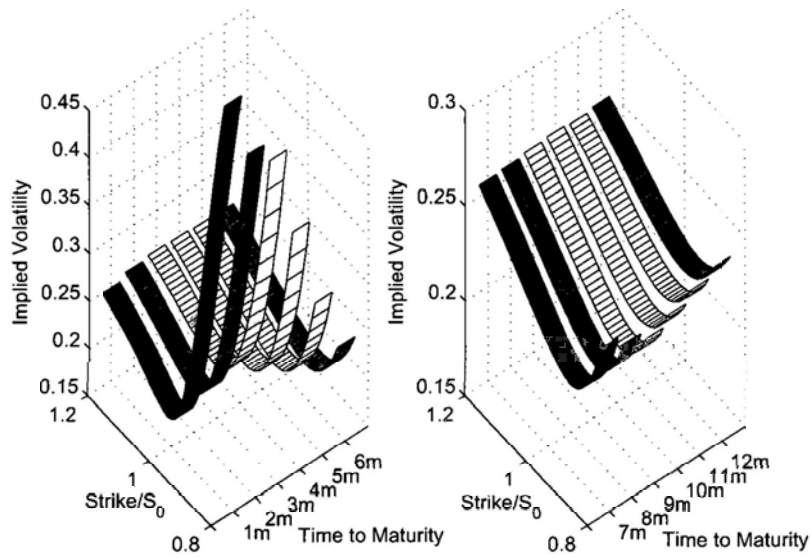 0.45
0.4
0.35
0.3
0.25
0.2
0.15
1.2
1
0.8
Implied Volatility
Strike/S0
1m
2m
3m
4m
5m
6m
Time to Maturity
0.3
0.25
0.2
0.15
1.2
1
0.8
Implied Volatility
Strike/S0
7m
8m
9m
10m
11m
12m
Time to Maturity